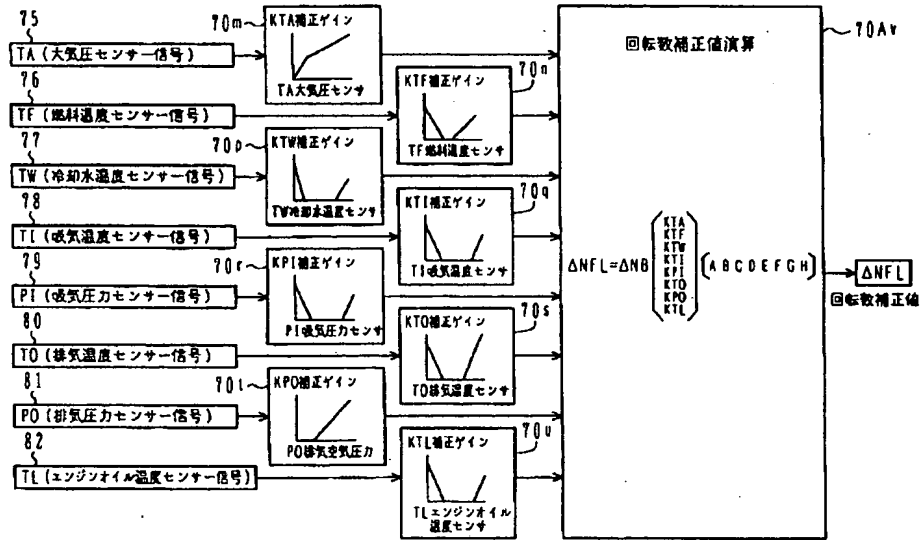 75
TA (大気圧センサー信号)
70m
KTA補正ゲイン
TA大気圧センサ
76
TF (燃料温度センサー信号)
70n
KTF補正ゲイン
TF燃料温度センサ
77
TW (冷却水温度センサー信号)
70p
KTW補正ゲイン
TW冷却水温度センサ
78
TI (吸気温度センサー信号)
70q
KTI補正ゲイン
TI吸気温度センサ
79
PI (吸気圧力センサー信号)
70r
KPI補正ゲイン
PI吸気圧力センサ
80
TO (排気温度センサー信号)
70s
KTO補正ゲイン
TO排気温度センサ
81
PO (排気圧力センサー信号)
70t
KPO補正ゲイン
PO排気空気圧力
82
TL (エンジンオイル温度センサー信号)
70u
KTL補正ゲイン
TLエンジンオイル
温度センサ
70Av
回転数補正値演算
ΔNFL=ΔNB
KTA
KTF
KTW
KTI
KPI
KTO
KPO
KTL
A B C D E F G H
ΔNFL
回転数補正値